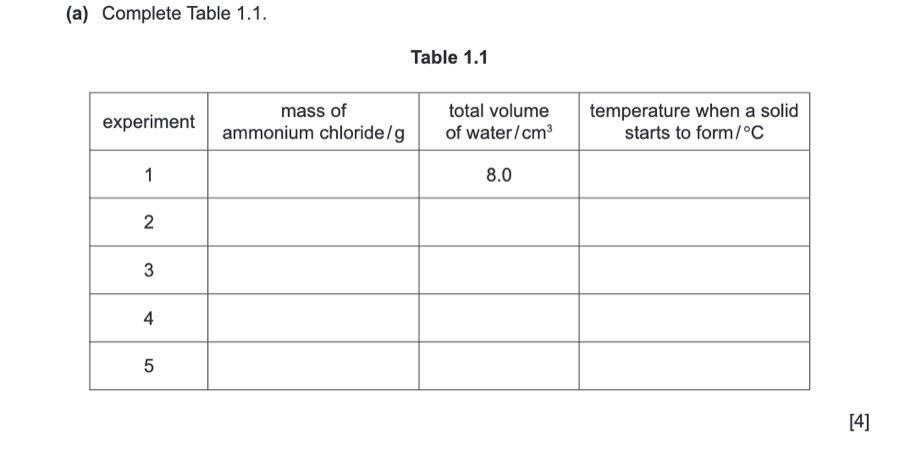 (a) Complete Table 1.1.
Table 1.1
experiment
mass of
ammonium chloride/g
total volume
of water/cm³
temperature when a solid
starts to form/°C
1
8.0
2
3
4
5
[4]